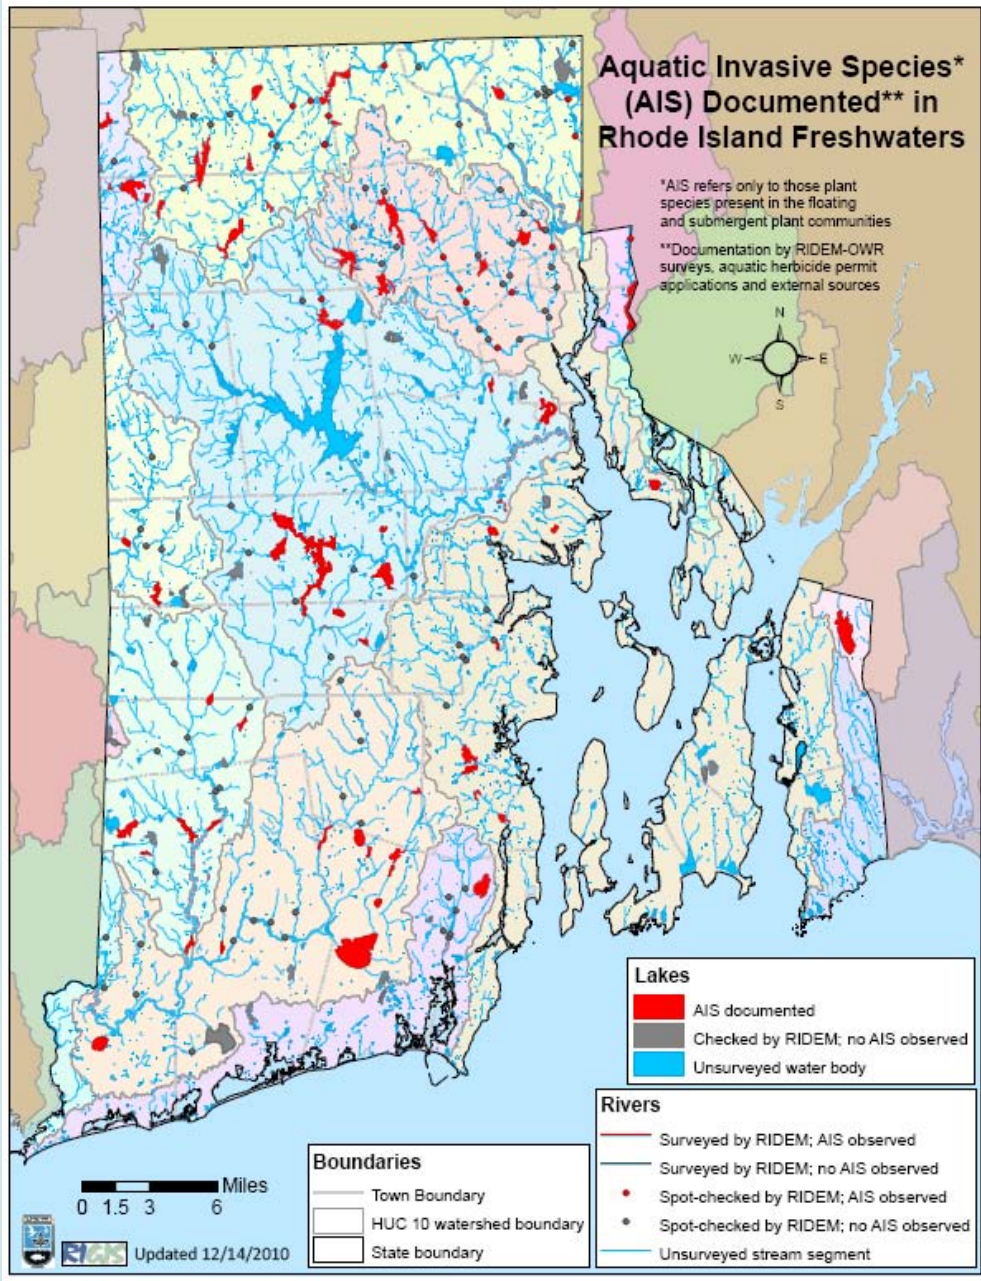 Aquatic Invasive Species*
(AIS) Documented** in
Rhode Island Freshwaters
*AIS refers only to those plant
species present in the floating
and submergent plant communities
**Documentation by RIDEM-OWR
surveys, aquatic herbicide permit
applications and external sources
N
W E
S
Lakes
AIS documented
Checked by RIDEM; no AIS observed
Unsurveyed water body
Rivers
Surveyed by RIDEM; AIS observed
Surveyed by RIDEM; no AIS observed
Spot-checked by RIDEM; AIS observed
Spot-checked by RIDEM; no AIS observed
Unsurveyed stream segment
Boundaries
Town Boundary
HUC 10 watershed boundary
State boundary
Miles
0 1.5 3 6
RIGIS Updated 12/14/2010